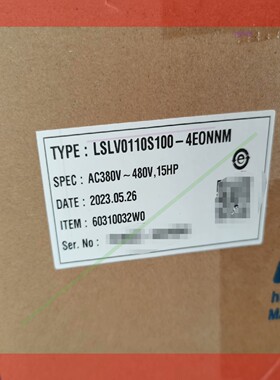 TYPE : LSLV0110S100-4EONNM
SPEC : AC380V ~ 480V, 15HP
DATE : 2023.05.26
ITEM : 60310032W0
Ser. No :